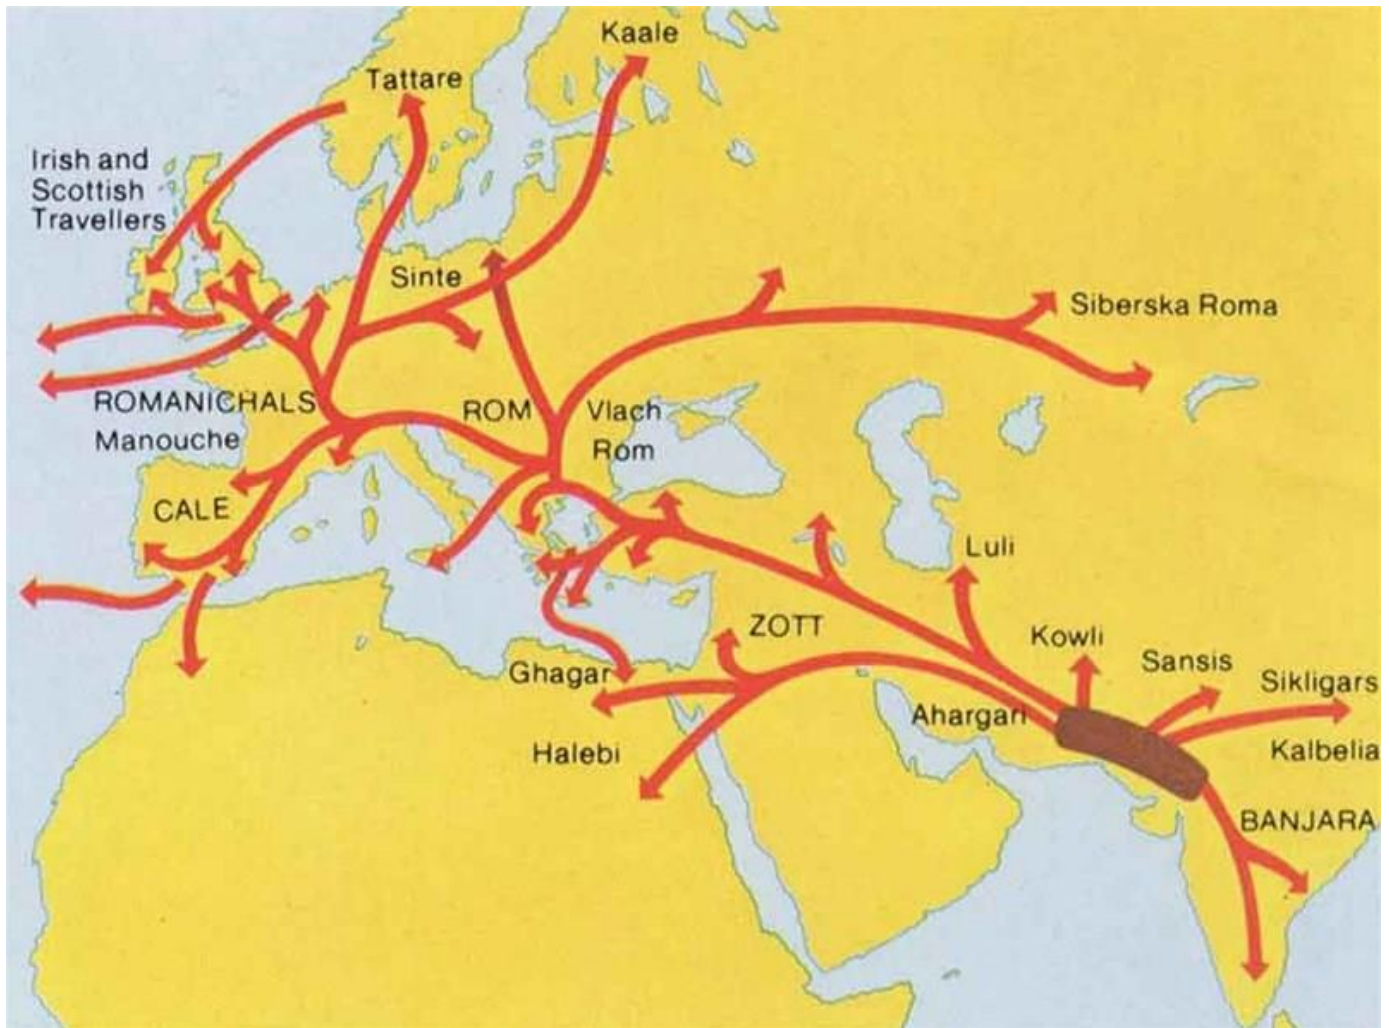 Kaale
Tattare
Irish and
Scottish
Travellers
Sinte
Siberska Roma
ROMANICHALS
Manouche
ROM
Vlach
Rom
CALE
Luli
ZOTT
Kowli
Sansis
Ghagar
Sikligars
Ahargari
Halebi
Kalbelia
BANJARA